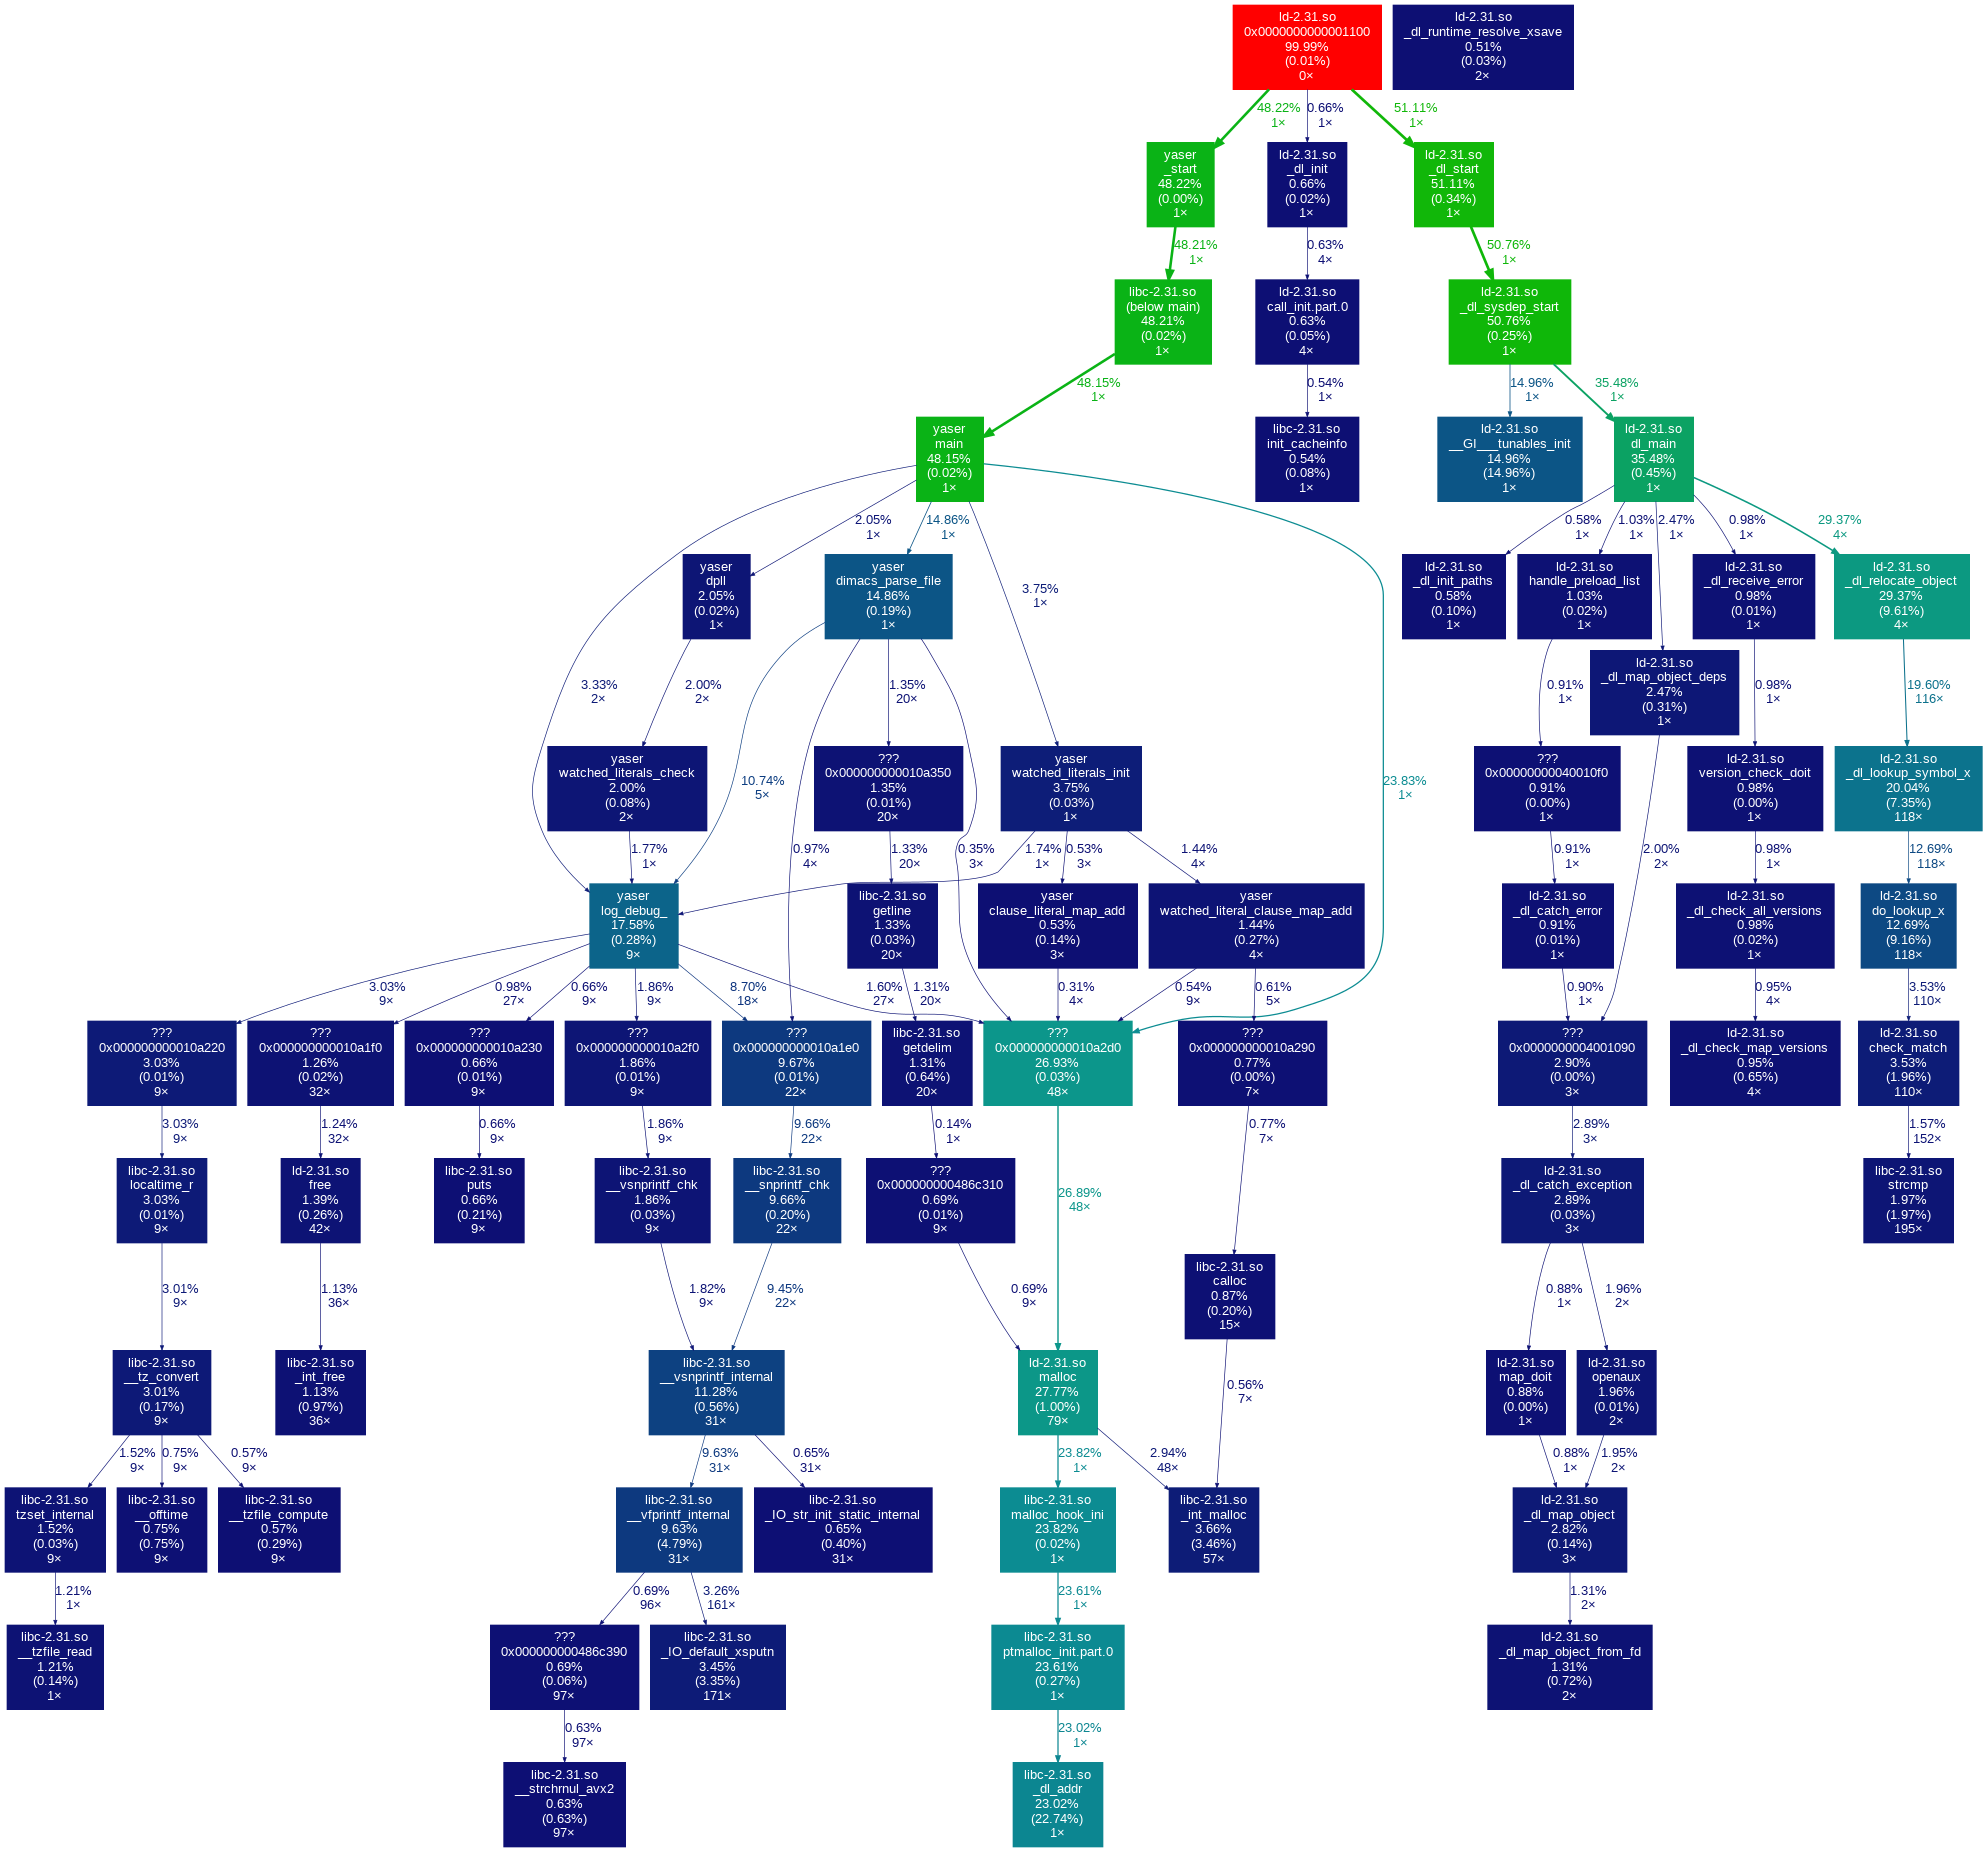 ld-2.31.so
0x0000000000001100
99.99%
(0.01%)
0×
ld-2.31.so
_dl_runtime_resolve_xsave
0.51%
(0.03%)
2×
48.22%
1×
0.66%
1×
51.11%
1×
yaser
_start
48.22%
(0.00%)
1×
ld-2.31.so
_dl_init
0.66%
(0.02%)
1×
ld-2.31.so
_dl_start
51.11%
(0.34%)
1×
48.21%
1×
0.63%
4×
50.76%
1×
libc-2.31.so
(below main)
48.21%
(0.02%)
1×
ld-2.31.so
call_init.part.0
0.63%
(0.05%)
4×
ld-2.31.so
_dl_sysdep_start
50.76%
(0.25%)
1×
48.15%
1×
0.54%
1×
14.96%
1×
35.48%
1×
yaser
main
48.15%
(0.02%)
1×
libc-2.31.so
init_cacheinfo
0.54%
(0.08%)
1×
ld-2.31.so
__GI___tunables_init
14.96%
(14.96%)
1×
ld-2.31.so
dl_main
35.48%
(0.45%)
1×
2.05%
1×
14.86%
1×
3.75%
1×
0.58%
1×
1.03%
1×
2.47%
1×
0.98%
1×
29.37%
4×
yaser
dpll
2.05%
(0.02%)
1×
yaser
dimacs_parse_file
14.86%
(0.19%)
1×
ld-2.31.so
_dl_init_paths
0.58%
(0.10%)
1×
ld-2.31.so
handle_preload_list
1.03%
(0.02%)
1×
ld-2.31.so
_dl_receive_error
0.98%
(0.01%)
1×
ld-2.31.so
_dl_relocate_object
29.37%
(9.61%)
4×
ld-2.31.so
_dl_map_object_deps
2.47%
(0.31%)
1×
3.33%
2×
2.00%
2×
1.35%
20×
0.91%
1×
0.98%
1×
19.60%
116×
yaser
watched_literals_check
2.00%
(0.08%)
2×
10.74%
5×
???
0x000000000010a350
1.35%
(0.01%)
20×
yaser
watched_literals_init
3.75%
(0.03%)
1×
23.83%
1×
???
0x00000000040010f0
0.91%
(0.00%)
1×
ld-2.31.so
version_check_doit
0.98%
(0.00%)
1×
ld-2.31.so
_dl_lookup_symbol_x
20.04%
(7.35%)
118×
1.77%
1×
0.97%
4×
1.33%
20×
0.35%
3×
1.74%
1×
0.53%
3×
1.44%
4×
0.91%
1×
2.00%
2×
0.98%
1×
12.69%
118×
yaser
log_debug_
17.58%
(0.28%)
9×
libc-2.31.so
getline
1.33%
(0.03%)
20×
yaser
clause_literal_map_add
0.53%
(0.14%)
3×
yaser
watched_literal_clause_map_add
1.44%
(0.27%)
4×
ld-2.31.so
_dl_catch_error
0.91%
(0.01%)
1×
ld-2.31.so
_dl_check_all_versions
0.98%
(0.02%)
1×
ld-2.31.so
do_lookup_x
12.69%
(9.16%)
118×
3.03%
9×
0.98%
27×
0.66%
9×
1.86%
9×
8.70%
18×
1.60%
27×
1.31%
20×
0.31%
4×
0.54%
9×
0.61%
5×
0.90%
1×
0.95%
4×
3.53%
110×
???
0x000000000010a220
3.03%
(0.01%)
9×
???
0x000000000010a1f0
1.26%
(0.02%)
32×
???
0x000000000010a230
0.66%
(0.01%)
9×
???
0x000000000010a2f0
1.86%
(0.01%)
9×
???
0x000000000010a1e0
9.67%
(0.01%)
22×
libc-2.31.so
getdelim
1.31%
(0.64%)
20×
???
0x000000000010a2d0
26.93%
(0.03%)
48×
???
0x000000000010a290
0.77%
(0.00%)
7×
???
0x0000000004001090
2.90%
(0.00%)
3×
ld-2.31.so
_dl_check_map_versions
0.95%
(0.65%)
4×
ld-2.31.so
check_match
3.53%
(1.96%)
110×
3.03%
9×
1.24%
32×
0.66%
9×
1.86%
9×
9.66%
22×
0.14%
1×
0.77%
7×
2.89%
3×
1.57%
152×
libc-2.31.so
localtime_r
3.03%
(0.01%)
9×
ld-2.31.so
free
1.39%
(0.26%)
42×
libc-2.31.so
puts
0.66%
(0.21%)
9×
libc-2.31.so
__vsnprintf_chk
1.86%
(0.03%)
9×
libc-2.31.so
__snprintf_chk
9.66%
(0.20%)
22×
???
0x000000000486c310
0.69%
(0.01%)
9×
26.89%
48×
ld-2.31.so
_dl_catch_exception
2.89%
(0.03%)
3×
libc-2.31.so
strcmp
1.97%
(1.97%)
195×
3.01%
9×
1.13%
36×
1.82%
9×
9.45%
22×
0.69%
9×
libc-2.31.so
calloc
0.87%
(0.20%)
15×
0.88%
1×
1.96%
2×
libc-2.31.so
__tz_convert
3.01%
(0.17%)
9×
libc-2.31.so
_int_free
1.13%
(0.97%)
36×
libc-2.31.so
__vsnprintf_internal
11.28%
(0.56%)
31×
ld-2.31.so
malloc
27.77%
(1.00%)
79×
0.56%
7×
ld-2.31.so
map_doit
0.88%
(0.00%)
1×
ld-2.31.so
openaux
1.96%
(0.01%)
2×
1.52%
9×
0.75%
9×
0.57%
9×
9.63%
31×
0.65%
31×
23.82%
1×
2.94%
48×
0.88%
1×
1.95%
2×
libc-2.31.so
tzset_internal
1.52%
(0.03%)
9×
libc-2.31.so
__offtime
0.75%
(0.75%)
9×
libc-2.31.so
__tzfile_compute
0.57%
(0.29%)
9×
libc-2.31.so
__vfprintf_internal
9.63%
(4.79%)
31×
libc-2.31.so
_IO_str_init_static_internal
0.65%
(0.40%)
31×
libc-2.31.so
malloc_hook_ini
23.82%
(0.02%)
1×
libc-2.31.so
_int_malloc
3.66%
(3.46%)
57×
ld-2.31.so
_dl_map_object
2.82%
(0.14%)
3×
1.21%
1×
0.69%
96×
3.26%
161×
23.61%
1×
1.31%
2×
libc-2.31.so
__tzfile_read
1.21%
(0.14%)
1×
???
0x000000000486c390
0.69%
(0.06%)
97×
libc-2.31.so
_IO_default_xsputn
3.45%
(3.35%)
171×
libc-2.31.so
ptmalloc_init.part.0
23.61%
(0.27%)
1×
ld-2.31.so
_dl_map_object_from_fd
1.31%
(0.72%)
2×
0.63%
97×
23.02%
1×
libc-2.31.so
__strchrnul_avx2
0.63%
(0.63%)
97×
libc-2.31.so
_dl_addr
23.02%
(22.74%)
1×